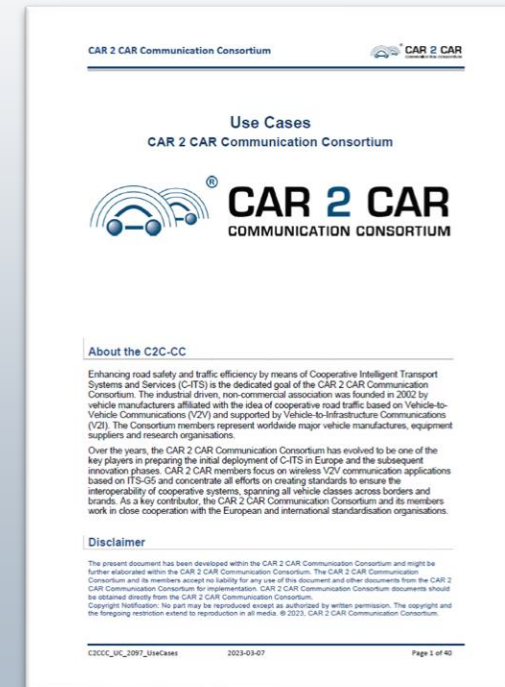 CAR 2 CAR Communication Consortium
CAR 2 CAR
Use Cases
CAR 2 CAR Communication Consortium
®
CAR 2 CAR
COMMUNICATION CONSORTIUM
About the C2C-CC
Enhancing road safety and traffic efficiency by means of Cooperative Intelligent Transport
Systems and Services (C-ITS) is the dedicated goal of the CAR 2 CAR Communication
Consortium. The industrial driven, non-commercial association was founded in 2002 by
vehicle manufacturers affiliated with the idea of cooperative road traffic based on Vehicle-to-
Vehicle Communications (V2V) and supported by Vehicle-to-Infrastructure Communications
(V2I). The Consortium members represent worldwide major vehicle manufactures, equipment
suppliers and research organisations.
Over the years, the CAR 2 CAR Communication Consortium has evolved to be one of the
key players in preparing the initial deployment of C-ITS in Europe and the subsequent
innovation phases. CAR 2 CAR members focus on wireless V2V communication applications
based on ITS-G5 and concentrate all efforts on creating standards to ensure the
interoperability of cooperative systems, spanning all vehicle classes across borders and
brands. As a key contributor, the CAR 2 CAR Communication Consortium and its members
work in close cooperation with the European and international standardisation organisations.
Disclaimer
The present document has been developed within the CAR 2 CAR Communication Consortium and might be
further elaborated within the CAR 2 CAR Communication Consortium. The CAR 2 CAR Communication
Consortium and its members accept no liability for any use of this document and other documents from the CAR 2
CAR Communication Consortium for implementation. CAR 2 CAR Communication Consortium documents should
be obtained directly from the CAR 2 CAR Communication Consortium.
Copyright Notification: No part may be reproduced except as authorized by written permission. The copyright and
the foregoing restriction extend to reproduction in all media. © 2023, CAR 2 CAR Communication Consortium.
C2CCC_UC_2097_UseCases 2023-03-07 Page 1 of 40